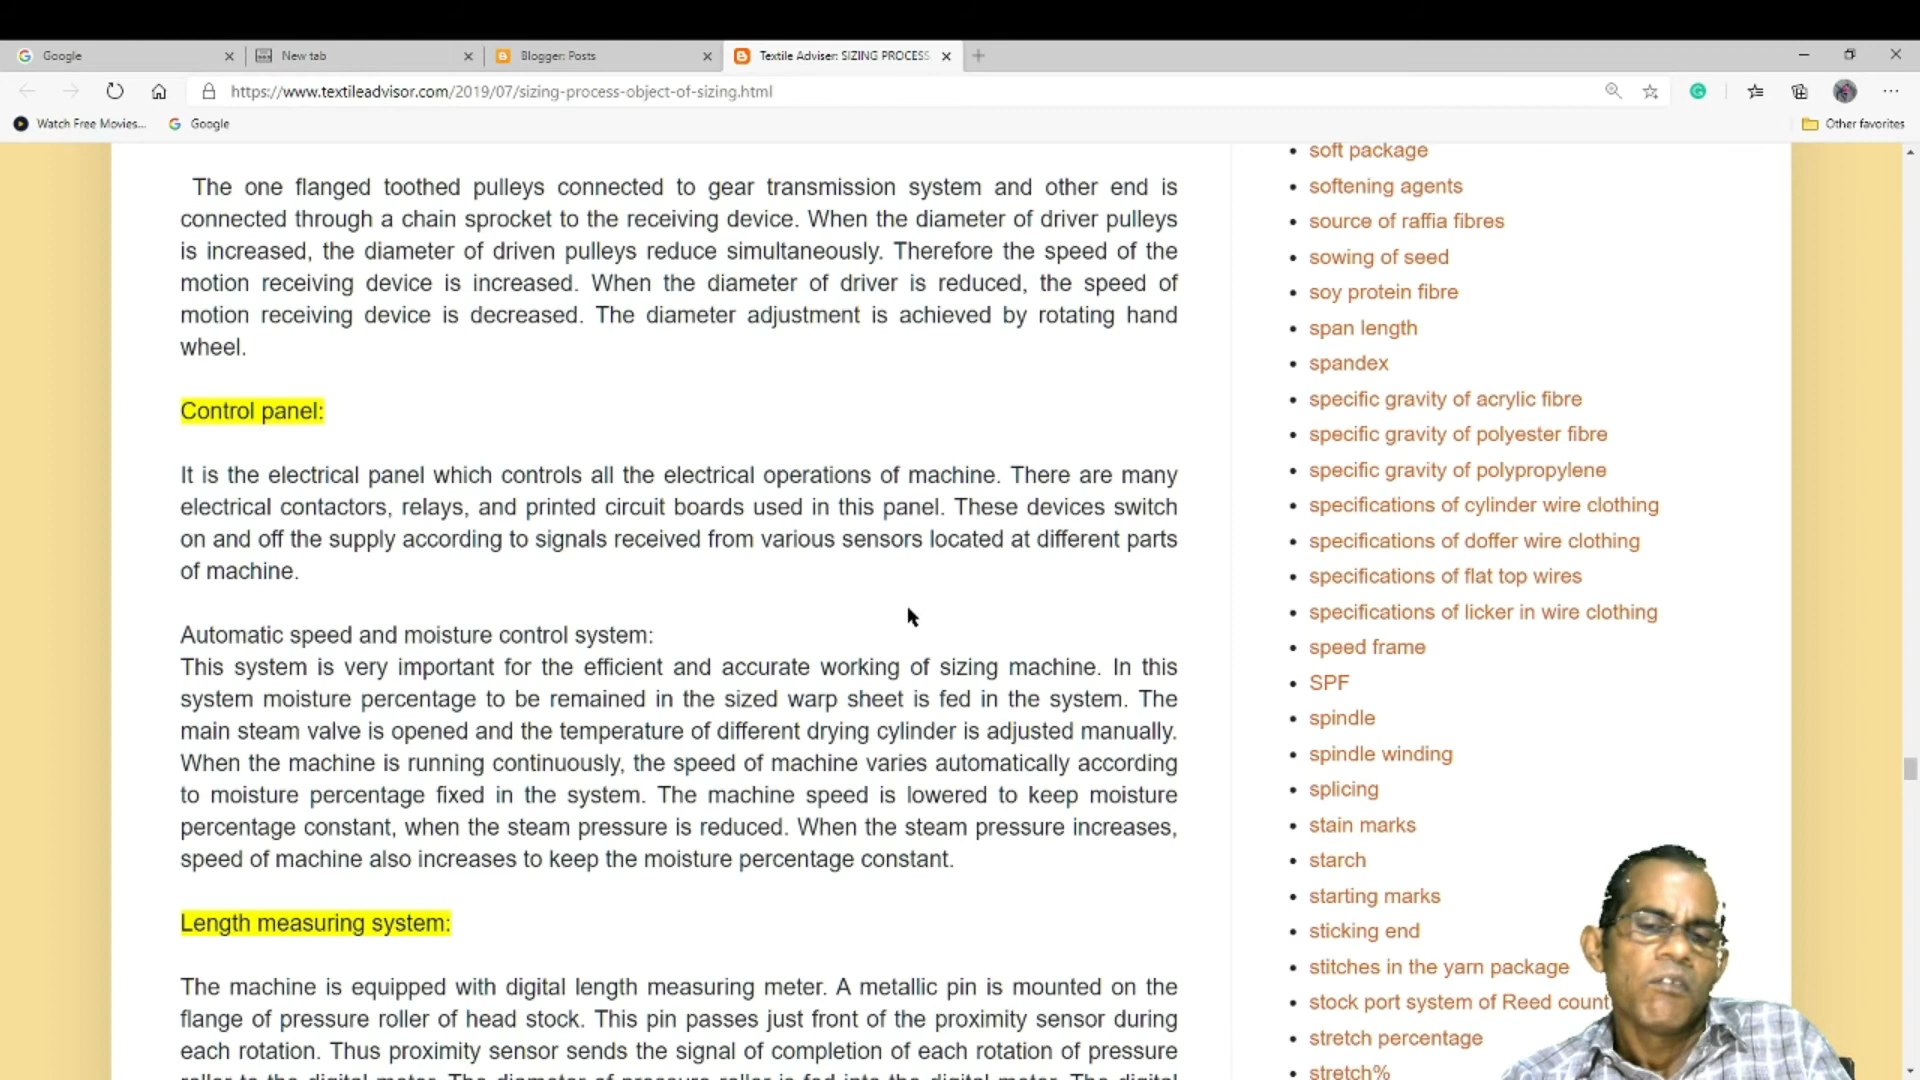 Google
New tab
Blogger: Posts
Textile Adviser: SIZING PROCESS
https://www.textileadvisor.com/2019/07/sizing-process-object-of-sizing.html
Watch Free Movies...
Google
Other favorites
The one flanged toothed pulleys connected to gear transmission system and other end is
connected through a chain sprocket to the receiving device. When the diameter of driver pulleys
is increased, the diameter of driven pulleys reduce simultaneously. Therefore the speed of the
motion receiving device is increased. When the diameter of driver is reduced, the speed of
motion receiving device is decreased. The diameter adjustment is achieved by rotating hand
wheel.
Control panel:
It is the electrical panel which controls all the electrical operations of machine. There are many
electrical contactors, relays, and printed circuit boards used in this panel. These devices switch
on and off the supply according to signals received from various sensors located at different parts
of machine.
Automatic speed and moisture control system:
This system is very important for the efficient and accurate working of sizing machine. In this
system moisture percentage to be remained in the sized warp sheet is fed in the system. The
main steam valve is opened and the temperature of different drying cylinder is adjusted manually.
When the machine is running continuously, the speed of machine varies automatically according
to moisture percentage fixed in the system. The machine speed is lowered to keep moisture
percentage constant, when the steam pressure is reduced. When the steam pressure increases,
speed of machine also increases to keep the moisture percentage constant.
Length measuring system:
The machine is equipped with digital length measuring meter. A metallic pin is mounted on the
flange of pressure roller of head stock. This pin passes just front of the proximity sensor during
each rotation. Thus proximity sensor sends the signal of completion of each rotation of pressure
roller to the digital meter. The diameter of pressure roller is fed into the digital meter. The digital
soft package
softening agents
source of raffia fibres
sowing of seed
soy protein fibre
span length
spandex
specific gravity of acrylic fibre
specific gravity of polyester fibre
specific gravity of polypropylene
specifications of cylinder wire clothing
specifications of doffer wire clothing
specifications of flat top wires
specifications of licker in wire clothing
speed frame
SPF
spindle
spindle winding
splicing
stain marks
starch
starting marks
sticking end
stitches in the yarn package
stock port system of Reed count
stretch percentage
stretch%